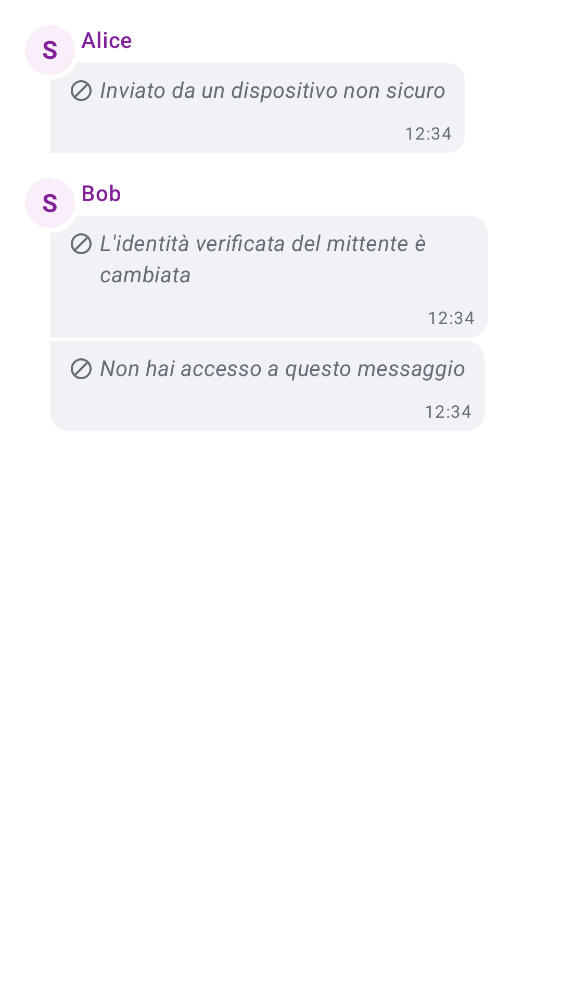 S
Alice
Inviato da un dispositivo non sicuro
12:34
S
Bob
L'identità verificata del mittente è
cambiata
12:34
Non hai accesso a questo messaggio
12:34